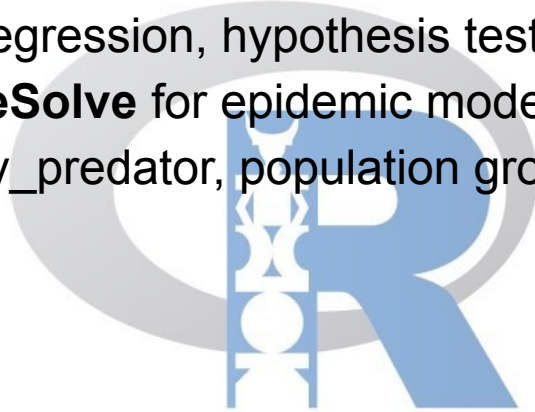 egression, hypothesis test
eSolve for epidemic mode
y_predator, population gro
R